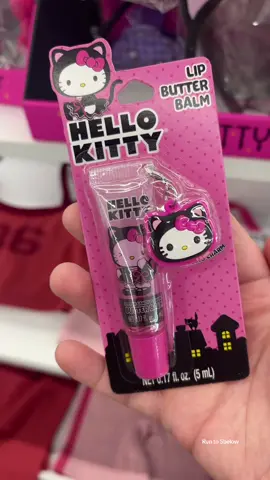 LIP
BUTTER
BALM
HELLO
KITTY
HELLO
KITTY
NET 0.17 fl. oz. (5 mL)